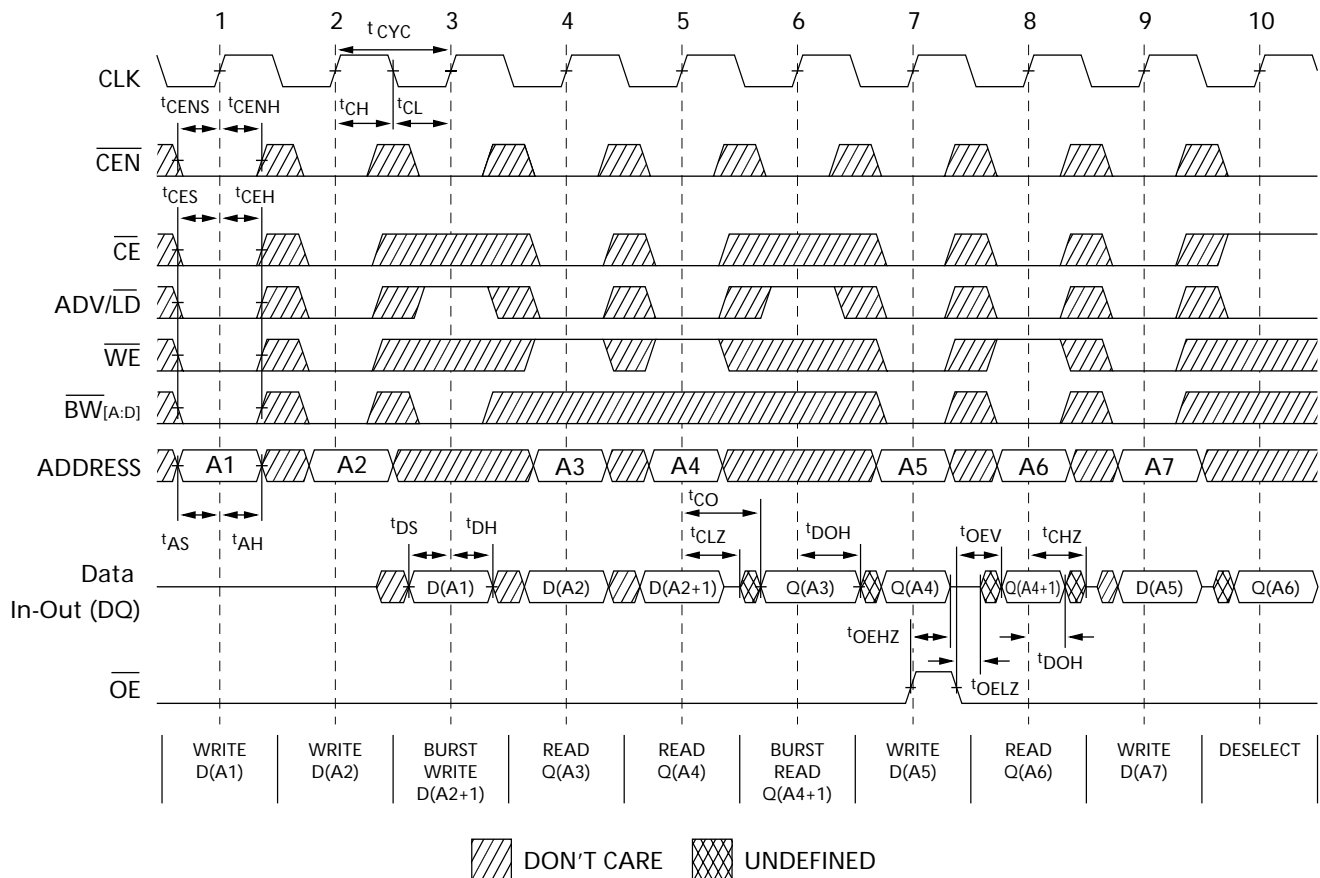 1 2 3 4 5 6 7 8 9 10
tCYC
CLK
tCENS tCENH tCH tCL
CEN
tCES tCEH
CE
ADV/LD
WE
BW[A:D]
ADDRESS A1 A2 A3 A4 A5 A6 A7
tCO
tAS tAH tDS tDH tCLZ tDOH tOEV tCHZ
Data
In-Out (DQ)
D(A1) D(A2) D(A2+1) Q(A3) Q(A4) Q(A4+1) D(A5) Q(A6)
tOEHZ tDOH
tOELZ
OE
WRITE D(A1)
WRITE D(A2)
BURST WRITE D(A2+1)
READ Q(A3)
READ Q(A4)
BURST READ Q(A4+1)
WRITE D(A5)
READ Q(A6)
WRITE D(A7)
DESELECT
DON'T CARE UNDEFINED